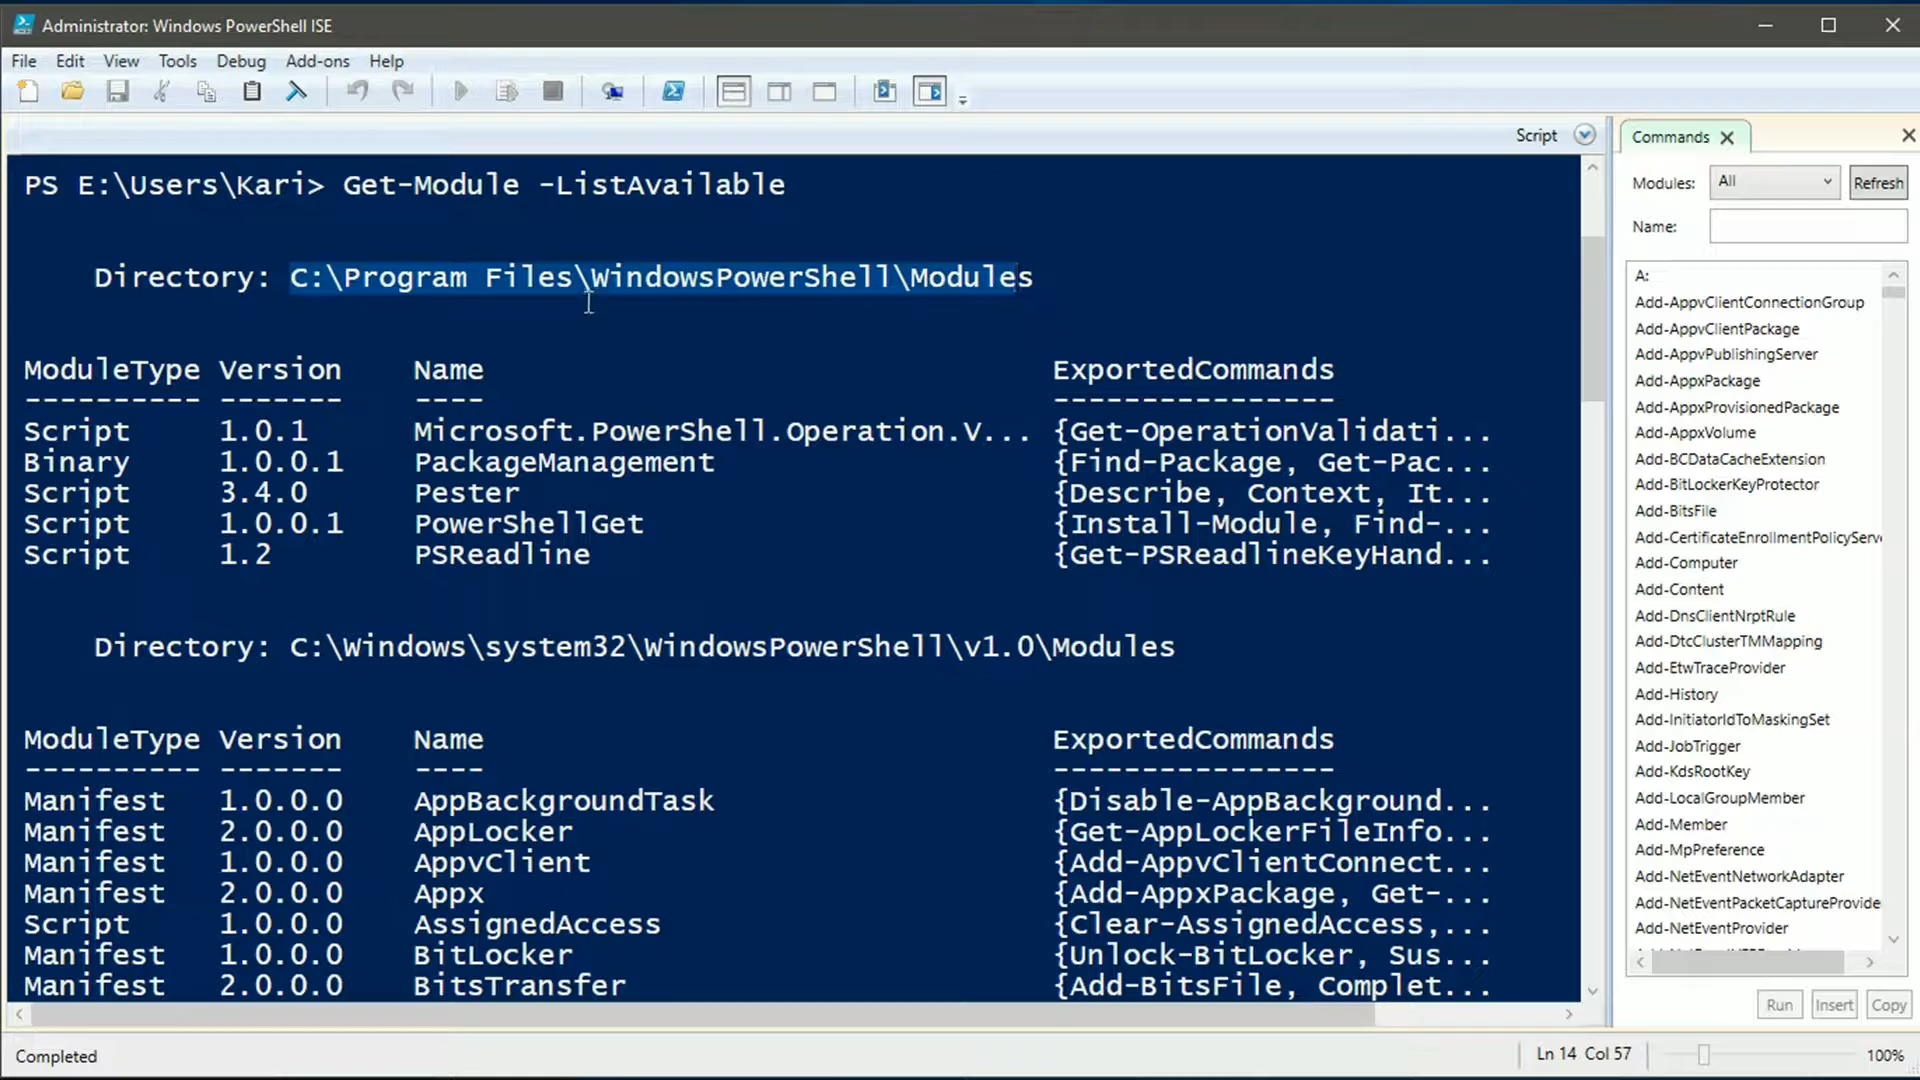 Administrator: Windows PowerShell ISE
File Edit View Tools Debug Add-ons Help
Script
PS E:\Users\Kari> Get-Module -ListAvailable
Directory: C:\Program Files\WindowsPowerShell\Modules
ModuleType Version Name ExportedCommands
---------- ------- ---- ----------------
Script 1.0.1 Microsoft.PowerShell.Operation.V... {Get-OperationValidati...
Binary 1.0.0.1 PackageManagement {Find-Package, Get-Pac...
Script 3.4.0 Pester {Describe, Context, It...
Script 1.0.0.1 PowerShellGet {Install-Module, Find-...
Script 1.2 PSReadline {Get-PSReadlineKeyHand...
Directory: C:\Windows\system32\WindowsPowerShell\v1.0\Modules
ModuleType Version Name ExportedCommands
---------- ------- ---- ----------------
Manifest 1.0.0.0 AppBackgroundTask {Disable-AppBackground...
Manifest 2.0.0.0 AppLocker {Get-AppLockerFileInfo...
Manifest 1.0.0.0 AppvClient {Add-AppvClientConnect...
Manifest 2.0.0.0 Appx {Add-AppxPackage, Get-...
Script 1.0.0.0 AssignedAccess {Clear-AssignedAccess,...
Manifest 1.0.0.0 BitLocker {Unlock-BitLocker, Sus...
Manifest 2.0.0.0 BitsTransfer {Add-BitsFile, Complet...
Commands
Modules: All Refresh
Name:
A:
Add-AppvClientConnectionGroup
Add-AppvClientPackage
Add-AppvPublishingServer
Add-AppxPackage
Add-AppxProvisionedPackage
Add-AppxVolume
Add-BCDataCacheExtension
Add-BitLockerKeyProtector
Add-BitsFile
Add-CertificateEnrollmentPolicyServe
Add-Computer
Add-Content
Add-DnsClientNrptRule
Add-DtcClusterTMMapping
Add-EtwTraceProvider
Add-History
Add-InitiatorIdToMaskingSet
Add-JobTrigger
Add-KdsRootKey
Add-LocalGroupMember
Add-Member
Add-MpPreference
Add-NetEventNetworkAdapter
Add-NetEventPacketCaptureProvide
Add-NetEventProvider
Run Insert Copy
Completed
Ln 14 Col 57
100%